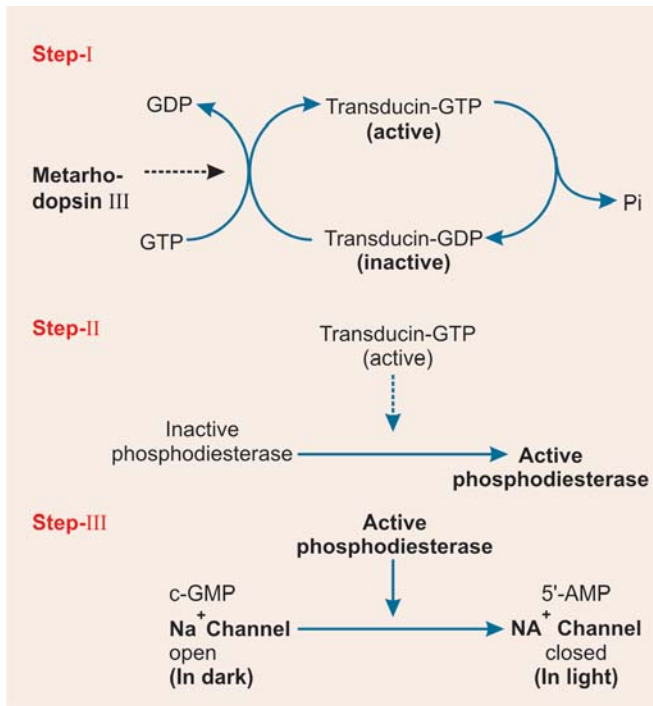 Step-I
GDP
Transducin-GTP
(active)
Metarho-
dopsin III
Pi
GTP
Transducin-GDP
(inactive)
Step-II
Transducin-GTP
(active)
Inactive
phosphodiesterase
Active
phosphodiesterase
Step-III
Active
phosphodiesterase
c-GMP
5'-AMP
Na+ Channel
NA+ Channel
open
closed
(In dark)
(In light)